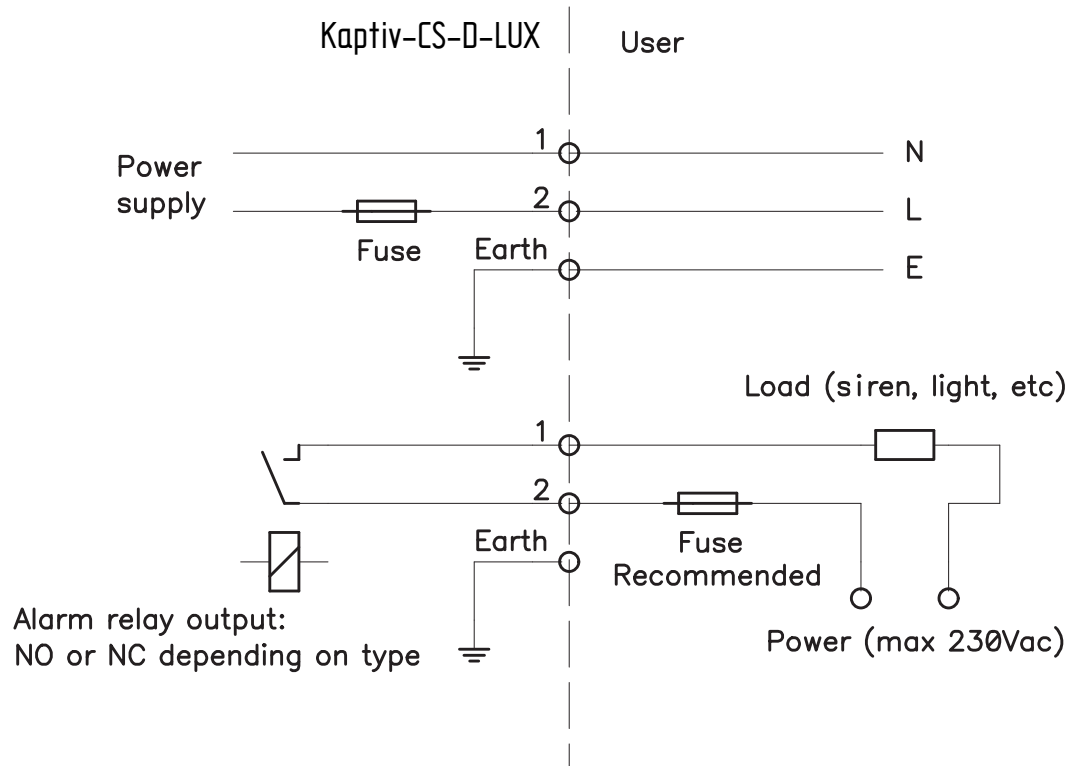 Kaptiv-CS-D-LUX
User
Power
supply
1
N
2
L
Fuse
Earth
E
Load (siren, light, etc)
1
2
Earth
Fuse
Recommended
Alarm relay output:
NO or NC depending on type
Power (max 230Vac)